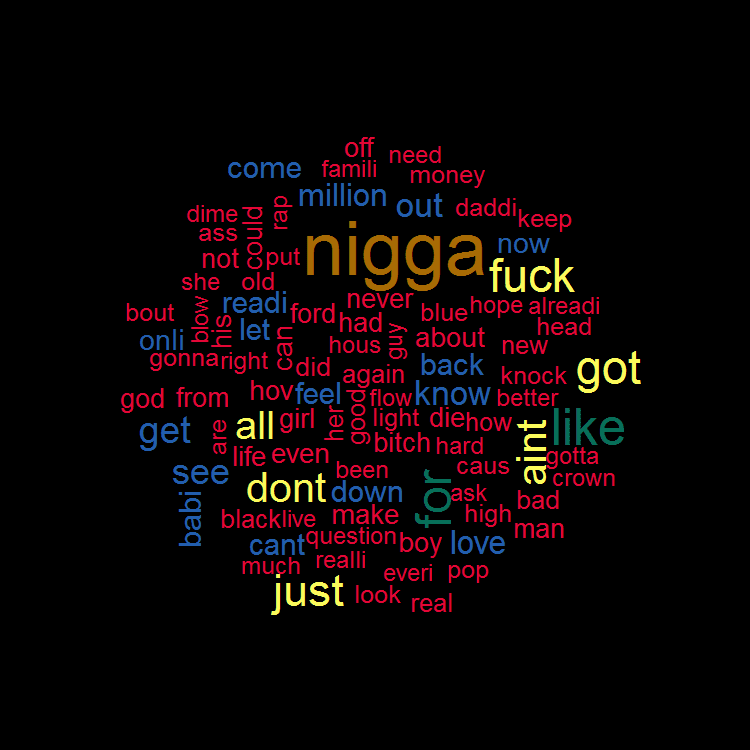 off
need
come
famili
money
million
out
daddi
dime
could
rap
keep
ass
nigga
now
not
put
fuck
she
old
never
readi
ford
blue
hope
alreadi
bout
blow
his
let
had
guy
about
head
onli
can
hous
new
gonna
right
did
again
back
got
knock
god
from
hov
feel
good
flow
know
better
get
are
all
girl
her
light
die
how
aint
like
bitch
hard
gotta
see
life
even
been
caus
crown
dont
down
for
ask
bad
babi
blacklive
make
high
man
cant
question
boy
love
much
realli
everi
pop
just
look
real